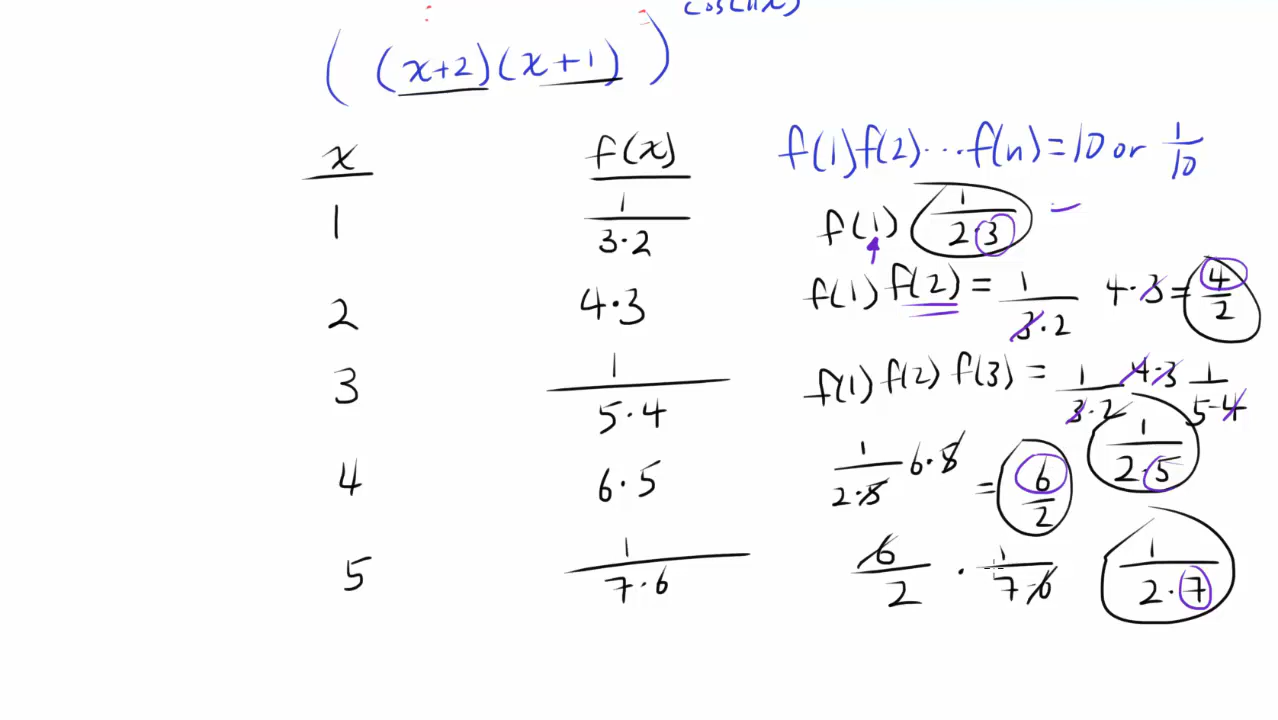 cos(πx)
((x+2)(x+1))
x f(x) f(1)f(2)...f(n)=10 or 1/10
1 1/(3·2) f(1) 1/(2·3) –
2 4·3 f(1) f(2) = 1/(3·2) 4·3 = 4/2
3 1/(5·4) f(1) f(2) f(3) = 1/(3·2) 4·3 1/(5·4)
1/(2·5)
4 6·5 1/(2·5) 6·5 = 6/2
5 1/(7·6) 6/2 · 1/(7·6) 1/(2·7)